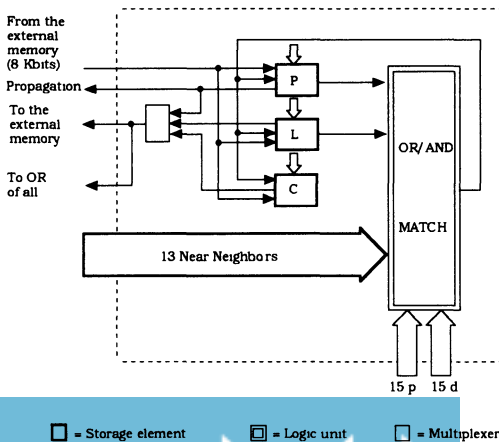 From the
external
memory
(8 Kbits)
Propagation
To the
external
memory
To OR
of all
P
L
C
OR/AND
MATCH
13 Near Neighbors
15 p 15 d
= Storage element = Logic unit = Multiplexer